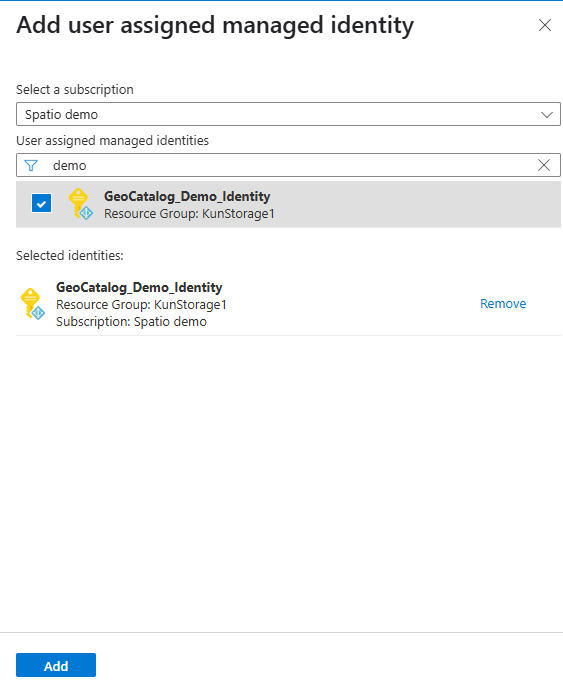 Add user assigned managed identity
Select a subscription
Spatio demo
User assigned managed identities
demo
GeoCatalog_Demo_Identity
Resource Group: KunStorage1
Selected identities:
GeoCatalog_Demo_Identity
Resource Group: KunStorage1
Remove
Subscription: Spatio demo
Add